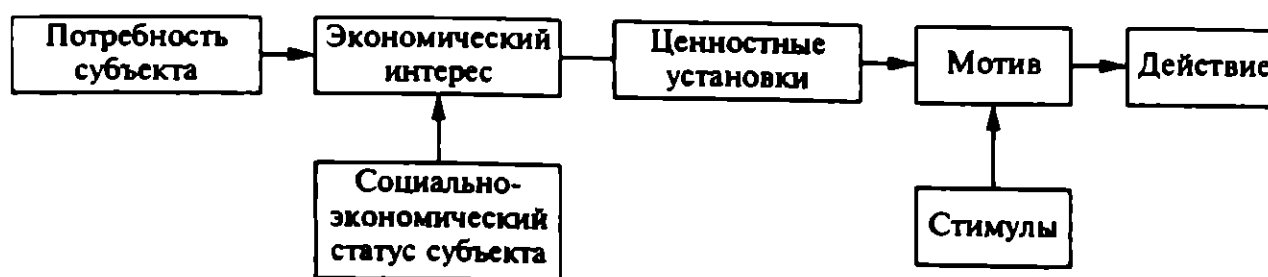 Потребность
субъекта
Экономический
интерес
Ценностные
установки
Мотив
Действие
Социально-
экономический
статус субъекта
Стимулы